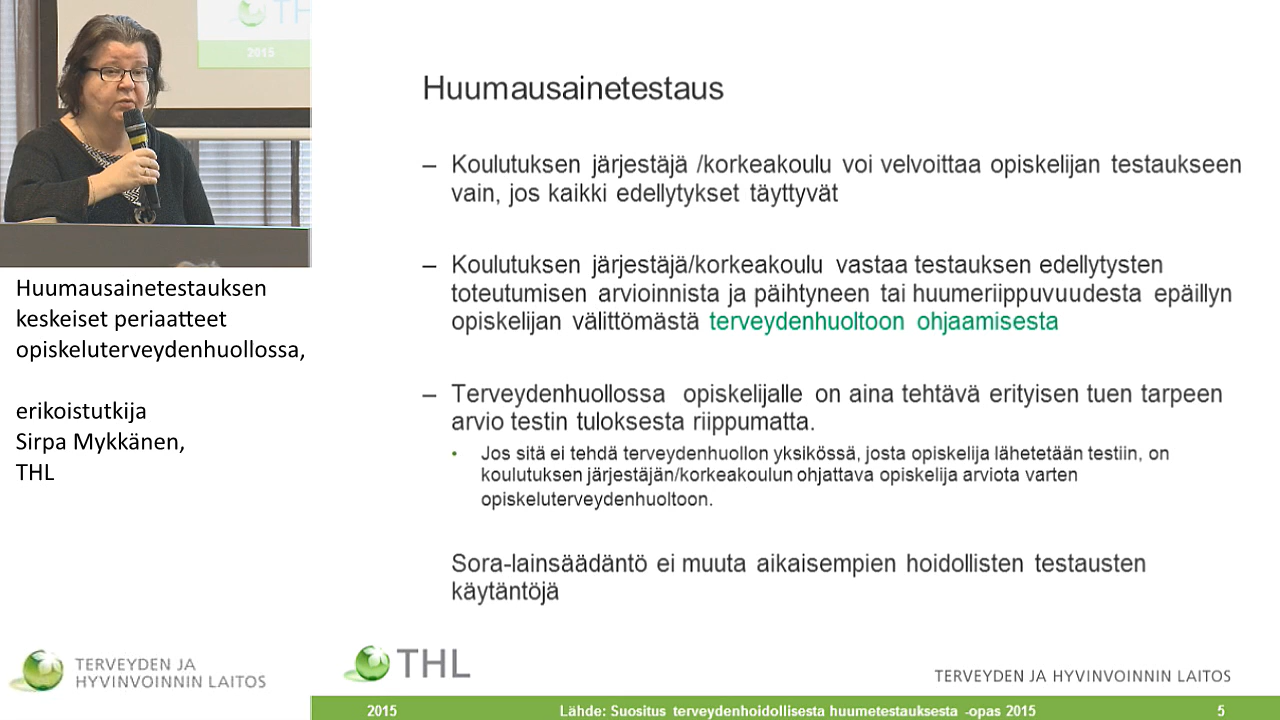 TH
2015
Huumausainetestauksen
keskeiset periaatteet
opiskeluterveydenhuollossa,
erikoistutkija
Sirpa Mykkänen,
THL
TERVEYDEN JA
HYVINVOINNIN LAITOS
Huumausainetestaus
– Koulutuksen järjestäjä /korkeakoulu voi velvoittaa opiskelijan testaukseen
vain, jos kaikki edellytykset täyttyvät
– Koulutuksen järjestäjä/korkeakoulu vastaa testauksen edellytysten
toteutumisen arvioinnista ja päihtyneen tai huumeriippuvuudesta epäillyn
opiskelijan välittömästä terveydenhuoltoon ohjaamisesta
– Terveydenhuollossa opiskelijalle on aina tehtävä erityisen tuen tarpeen
arvio testin tuloksesta riippumatta.
• Jos sitä ei tehdä terveydenhuollon yksikössä, josta opiskelija lähetetään testiin, on
koulutuksen järjestäjän/korkeakoulun ohjattava opiskelija arviota varten
opiskeluterveydenhuoltoon.
Sora-lainsäädäntö ei muuta aikaisempien hoidollisten testausten
käytäntöjä
THL
TERVEYDEN JA HYVINVOINNIN LAITOS
2015 Lähde: Suositus terveydenhoidollisesta huumetestauksesta -opas 2015 5